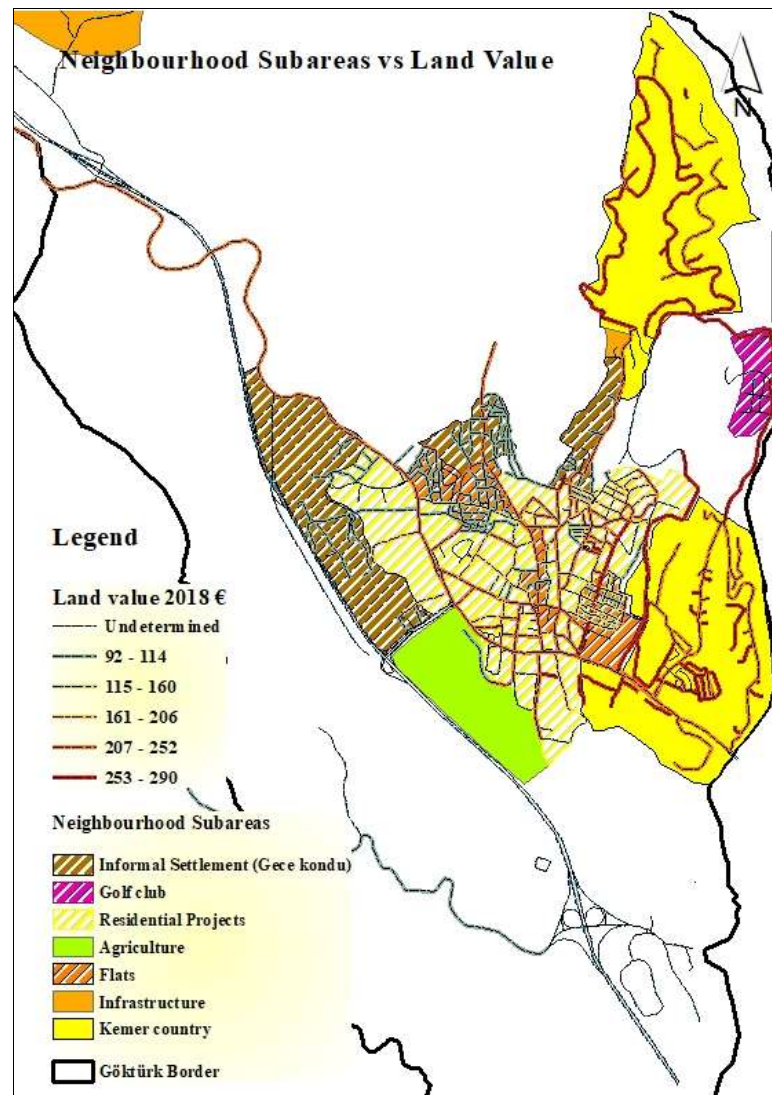 Neighbourhood Subareas vs Land Value
N
Legend
Land value 2018 €
Undetermined
92 - 114
115 - 160
161 - 206
207 - 252
253 - 290
Neighbourhood Subareas
Informal Settlement (Gece kondu)
Golf club
Residential Projects
Agriculture
Flats
Infrastructure
Kemer country
Göktürk Border